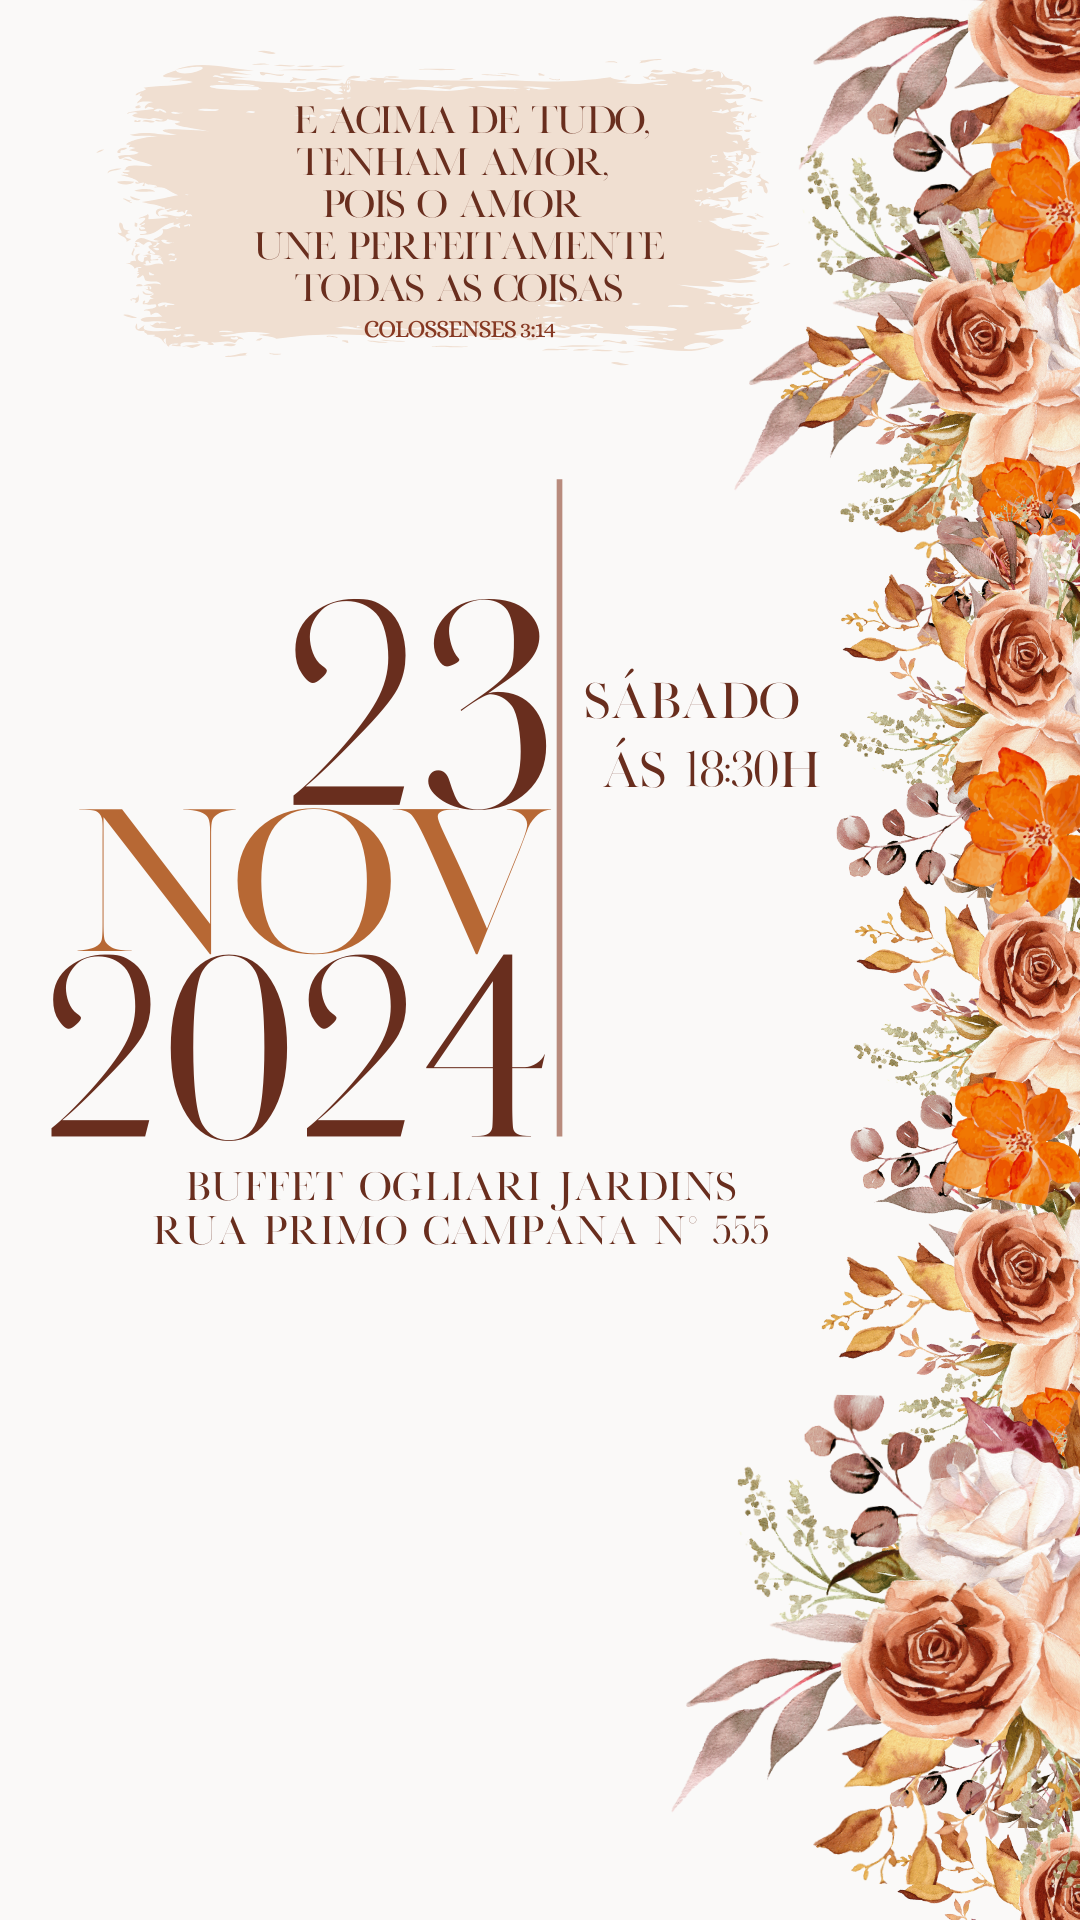 E ACIMA DE TUDO,
TENHAM AMOR,
POIS O AMOR
UNE PERFEITAMENTE
TODAS AS COISAS
COLOSSENSES 3:14
23
NOV
2024
SÁBADO
ÁS 18:30H
BUFFET OGLIARI JARDINS
RUA PRIMO CAMPANA N° 555